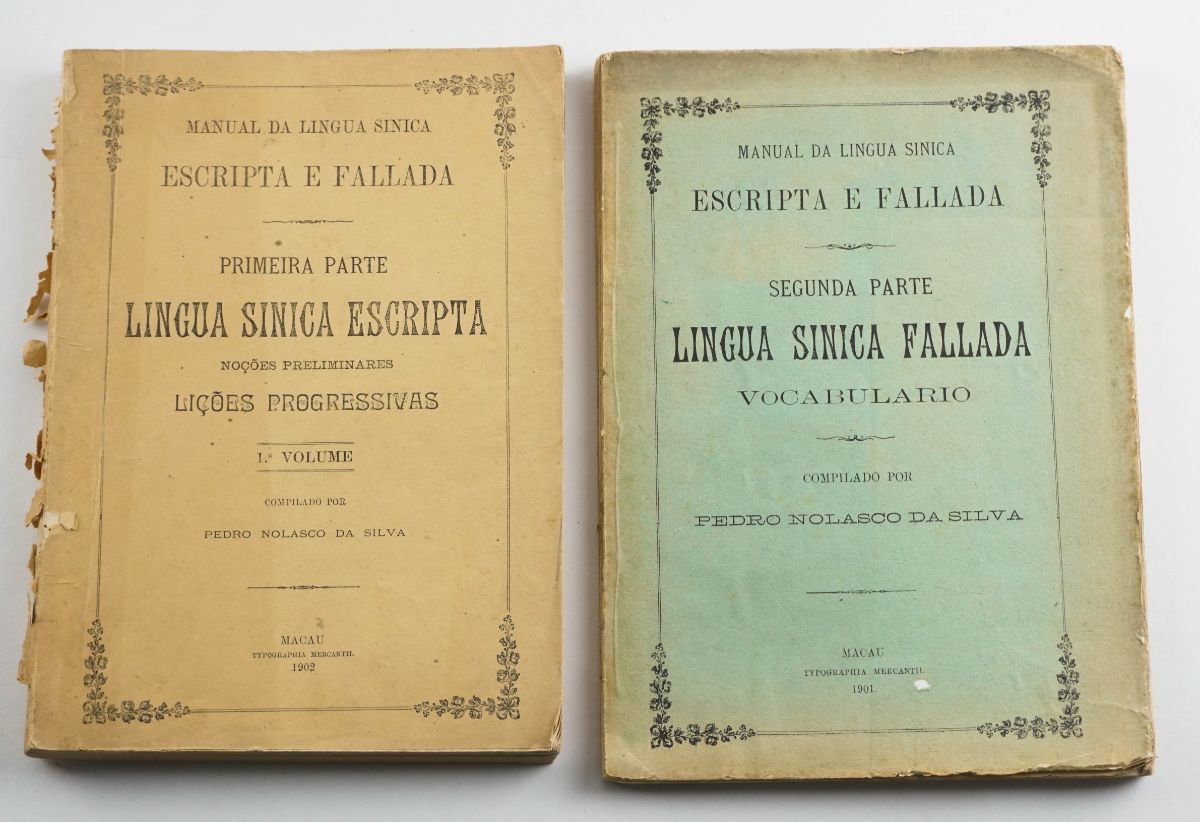 MANUAL DA LINGUA SINICA
ESCRIPTA E FALLADA
PRIMEIRA PARTE
LINGUA SINICA ESCRIPTA
NOÇÕES PRELIMINARES
LIÇÕES PROGRESSIVAS
1.º VOLUME
COMPILADO POR
PEDRO NOLASCO DA SILVA
MACAU
TYPOGRAPHIA MERCANTIL
1902
MANUAL DA LINGUA SINICA
ESCRIPTA E FALLADA
SEGUNDA PARTE
LINGUA SINICA FALLADA
VOCABULARIO
COMPILADO POR
PEDRO NOLASCO DA SILVA
MACAU
TYPOGRAPHIA MERCANTIL
1901.